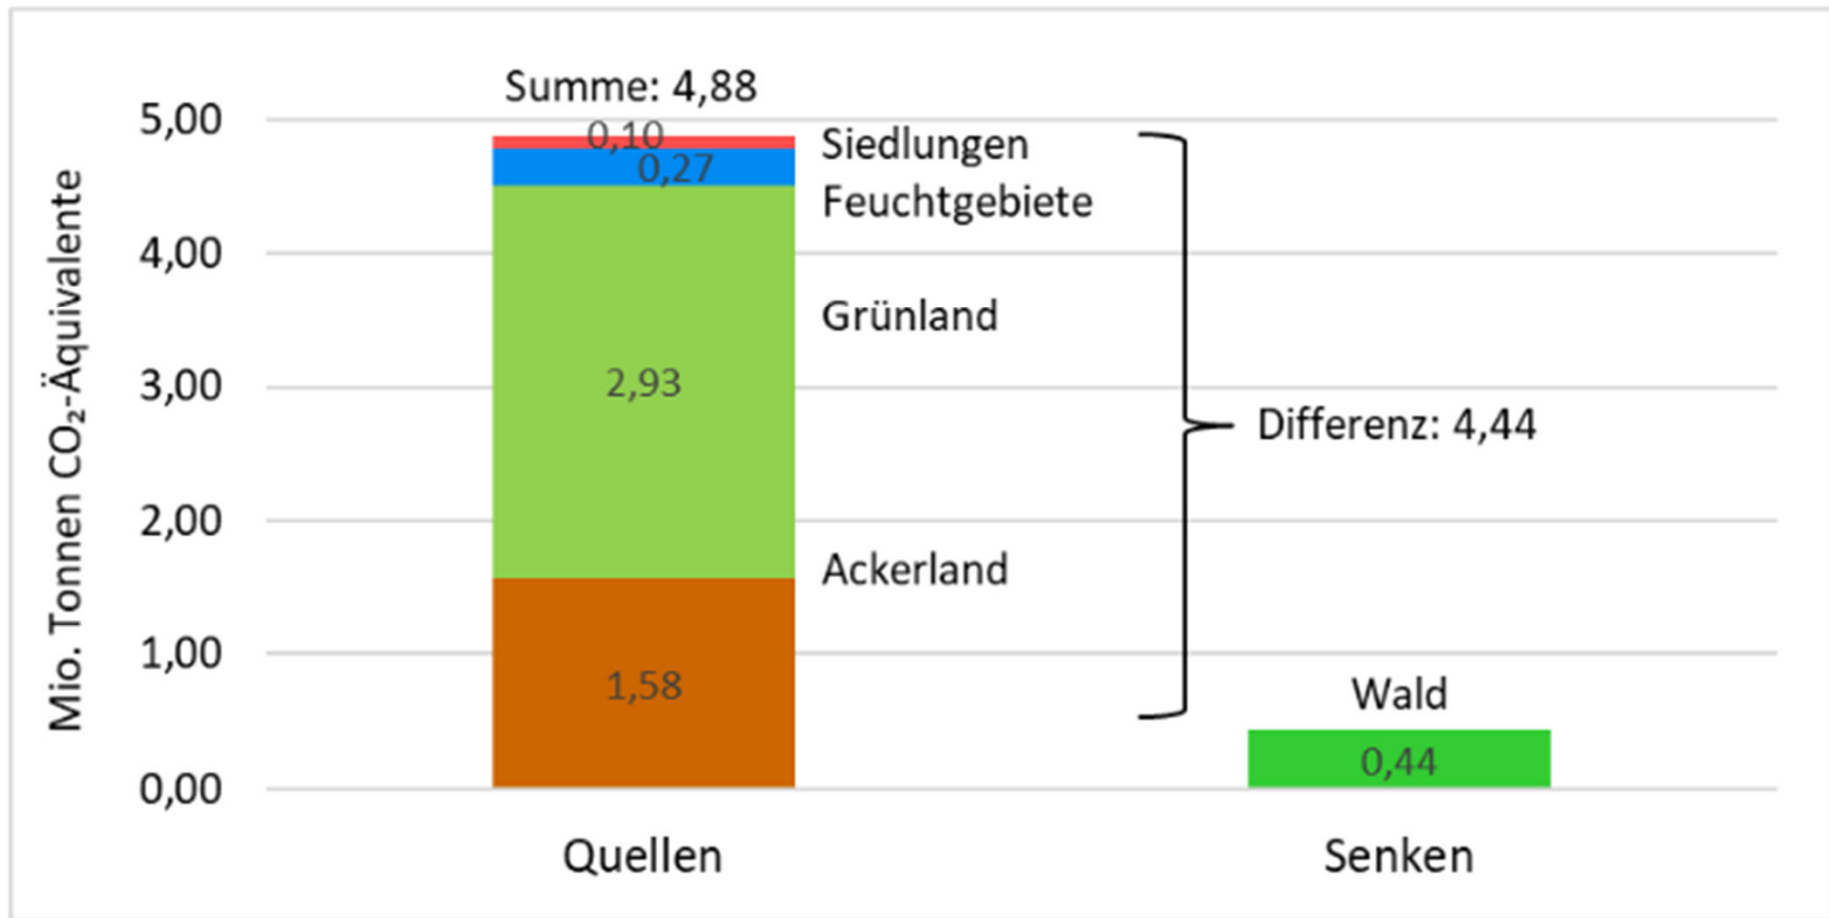 Summe: 4,88
5,00
4,00
3,00
2,00
1,00
0,00
Mio. Tonnen CO₂-Äquivalente
0,10
0,27
2,93
1,58
Siedlungen
Feuchtgebiete
Grünland
Ackerland
Differenz: 4,44
Wald
0,44
Quellen
Senken